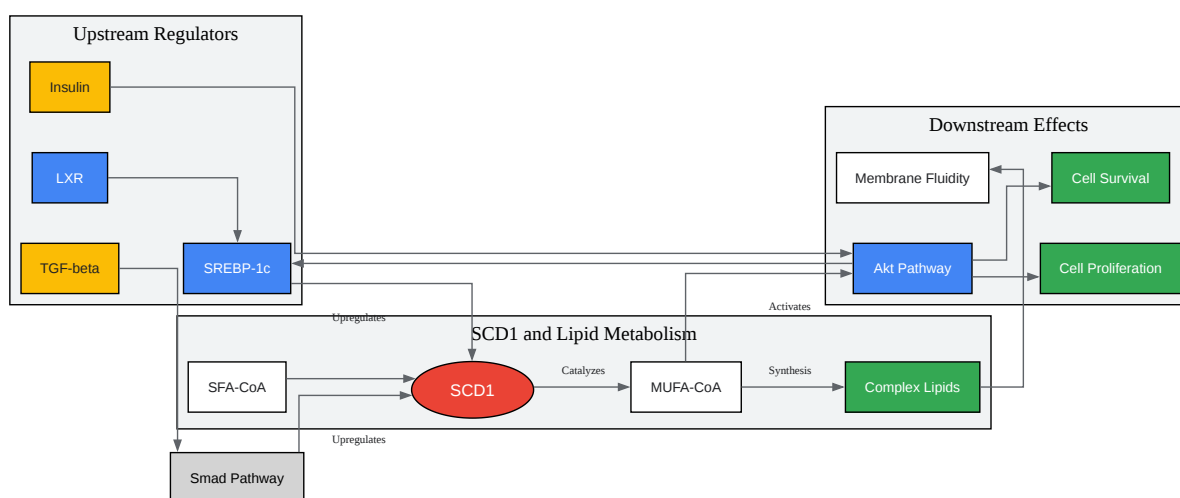 Upstream Regulators
Insulin
LXR
TGF-beta
SREBP-1c
Downstream Effects
Membrane Fluidity
Cell Survival
Akt Pathway
Cell Proliferation
Activates
Upregulates
SCD1 and Lipid Metabolism
SFA-CoA
SCD1
Catalyzes
MUFA-CoA
Synthesis
Complex Lipids
Upregulates
Smad Pathway